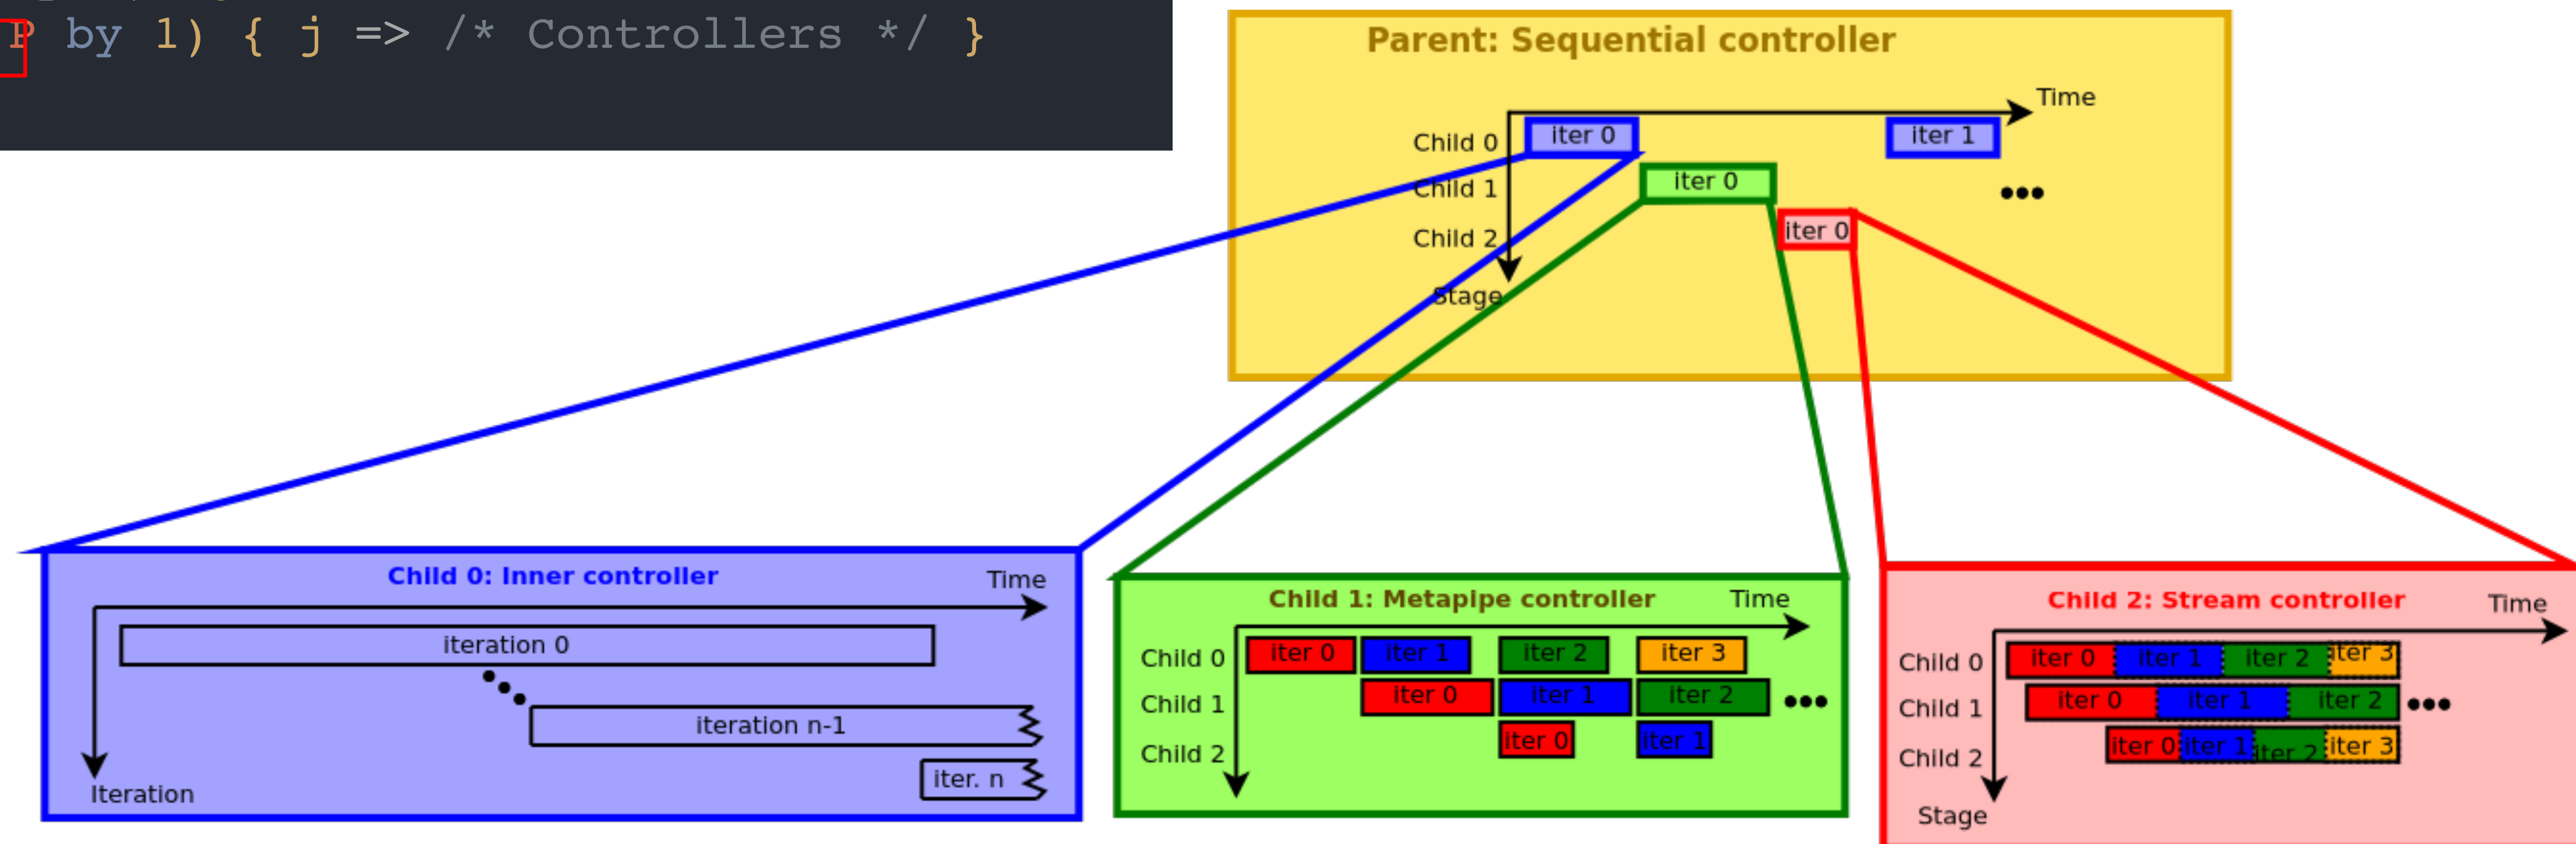 P by 1) { j => /* Controllers */ }
Parent: Sequential controller
Time
Child 0
iter 0
iter 1
Child 1
iter 0
•••
Child 2
iter 0
Stage
Child 0: Inner controller
Time
iteration 0
iteration n-1
iter. n
Iteration
Child 1: Metapipe controller
Time
Child 0
iter 0
iter 1
iter 2
iter 3
Child 1
iter 0
iter 1
iter 2
•••
Child 2
iter 0
iter 1
Child 2: Stream controller
Time
Child 0
iter 0
iter 1
iter 2
iter 3
Child 1
iter 0
iter 1
iter 2
•••
Child 2
iter 0
iter 1
iter 2
iter 3
Stage